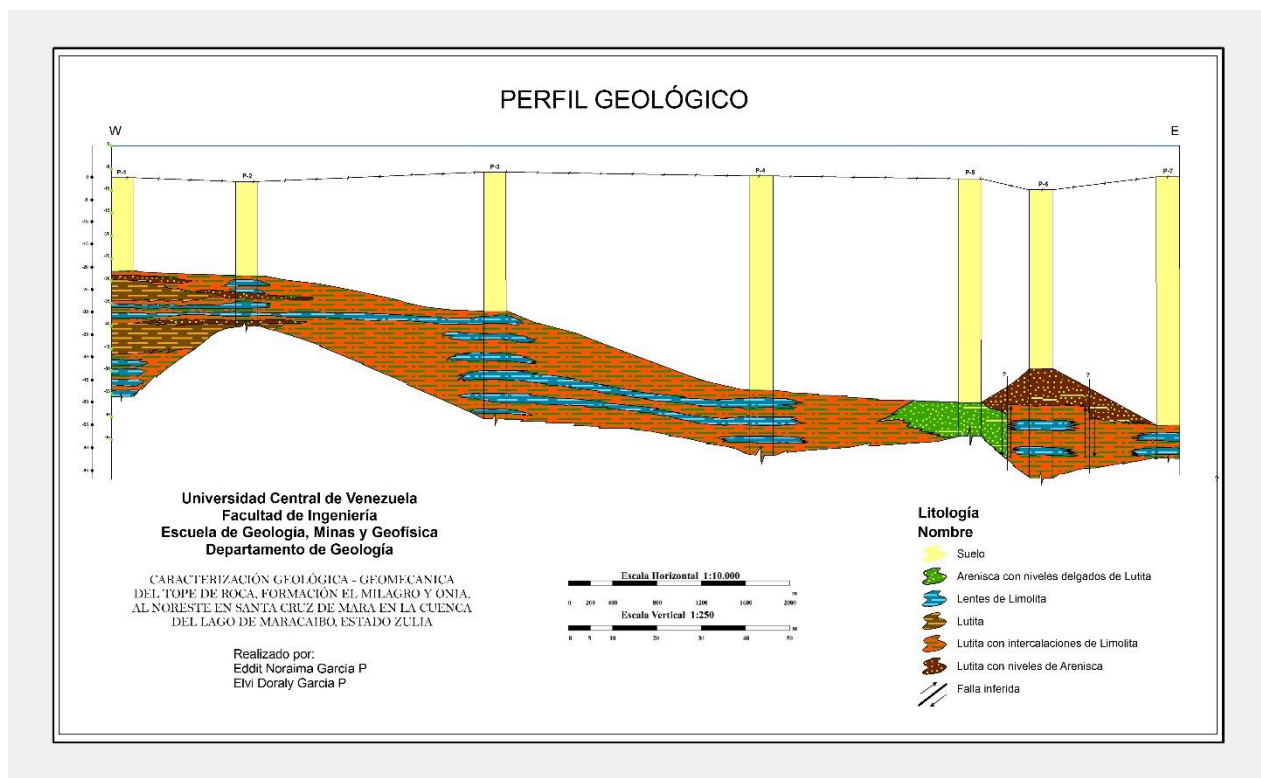 PERFIL GEOLÓGICO
W
E
P-1
P-2
P-3
P-4
P-5
P-6
P-7
?
?
?
Universidad Central de Venezuela
Facultad de Ingeniería
Escuela de Geología, Minas y Geofísica
Departamento de Geología
CARACTERIZACIÓN GEOLÓGICA - GEOMECANICA
DEL TOPE DE ROCA, FORMACIÓN EL MILAGRO Y ONIA,
AL NORESTE EN SANTA CRUZ DE MARA EN LA CUENCA
DEL LAGO DE MARACAIBO, ESTADO ZULIA
Realizado por:
Eddit Noraima García P
Elvi Doraly García P
Escala Horizontal 1:10.000
0 200 400 800 1200 1600 2000
Escala Vertical 1:250
0 5 10 20 30 40 50
Litología
Nombre
Suelo
Arenisca con niveles delgados de Lutita
Lentes de Limolita
Lutita
Lutita con intercalaciones de Limolita
Lutita con niveles de Arenisca
Falla inferida